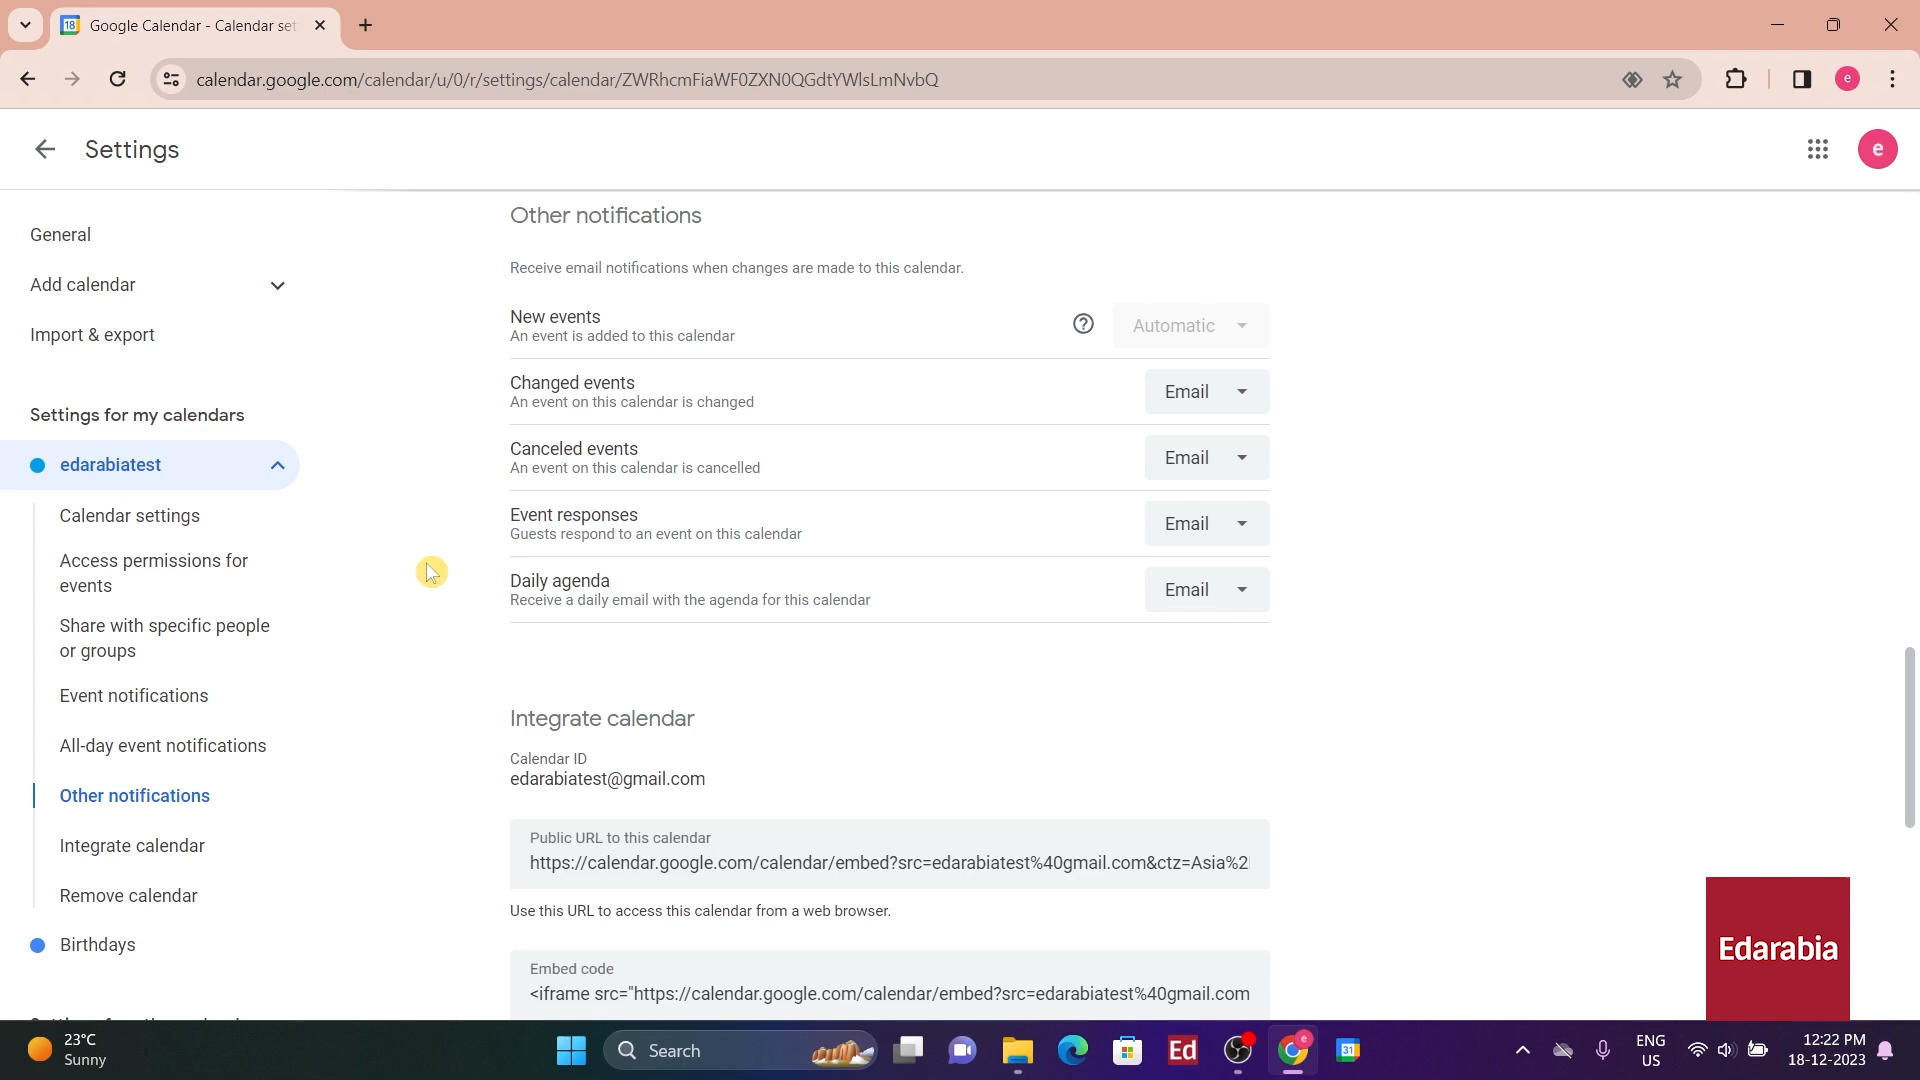 18
Google Calendar - Calendar set
calendar.google.com/calendar/u/0/r/settings/calendar/ZWRhcmFiaWF0ZXN0QGdtYWlsLmNvbQ
e
Settings
e
General
Add calendar
Import & export
Settings for my calendars
edarabiatest
Calendar settings
Access permissions for
events
Share with specific people
or groups
Event notifications
All-day event notifications
Other notifications
Integrate calendar
Remove calendar
Birthdays
Other notifications
Receive email notifications when changes are made to this calendar.
New events
An event is added to this calendar
Automatic
Changed events
An event on this calendar is changed
Email
Canceled events
An event on this calendar is cancelled
Email
Event responses
Guests respond to an event on this calendar
Email
Daily agenda
Receive a daily email with the agenda for this calendar
Email
Integrate calendar
Calendar ID
edarabiatest@gmail.com
Public URL to this calendar
https://calendar.google.com/calendar/embed?src=edarabiatest%40gmail.com&ctz=Asia%2
Use this URL to access this calendar from a web browser.
Embed code
<iframe src="https://calendar.google.com/calendar/embed?src=edarabiatest%40gmail.com
Edarabia
23°C
Sunny
Search
Ed
e
31
ENG
US
12:22 PM
18-12-2023